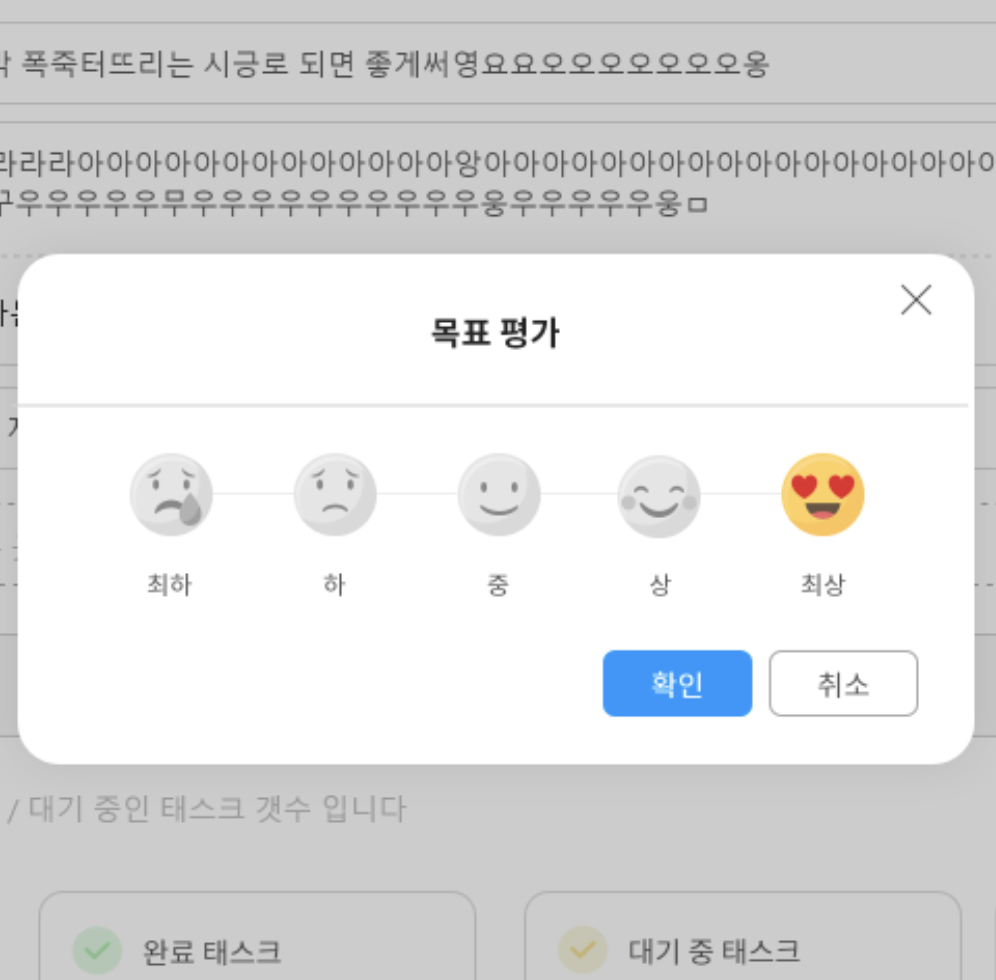 폭죽터뜨리는 시긍로 되면 좋게써영요요오오오오오오오옹
라라아아아아아아아아아아아아아앙아아아아아아아아아아아아아아아아아아
우우우우우무우우우우우우우우우우웅우우우우우웅ㅁ
목표 평가
최하 하 중 상 최상
확인 취소
/ 대기 중인 태스크 갯수 입니다
완료 태스크 대기 중 태스크